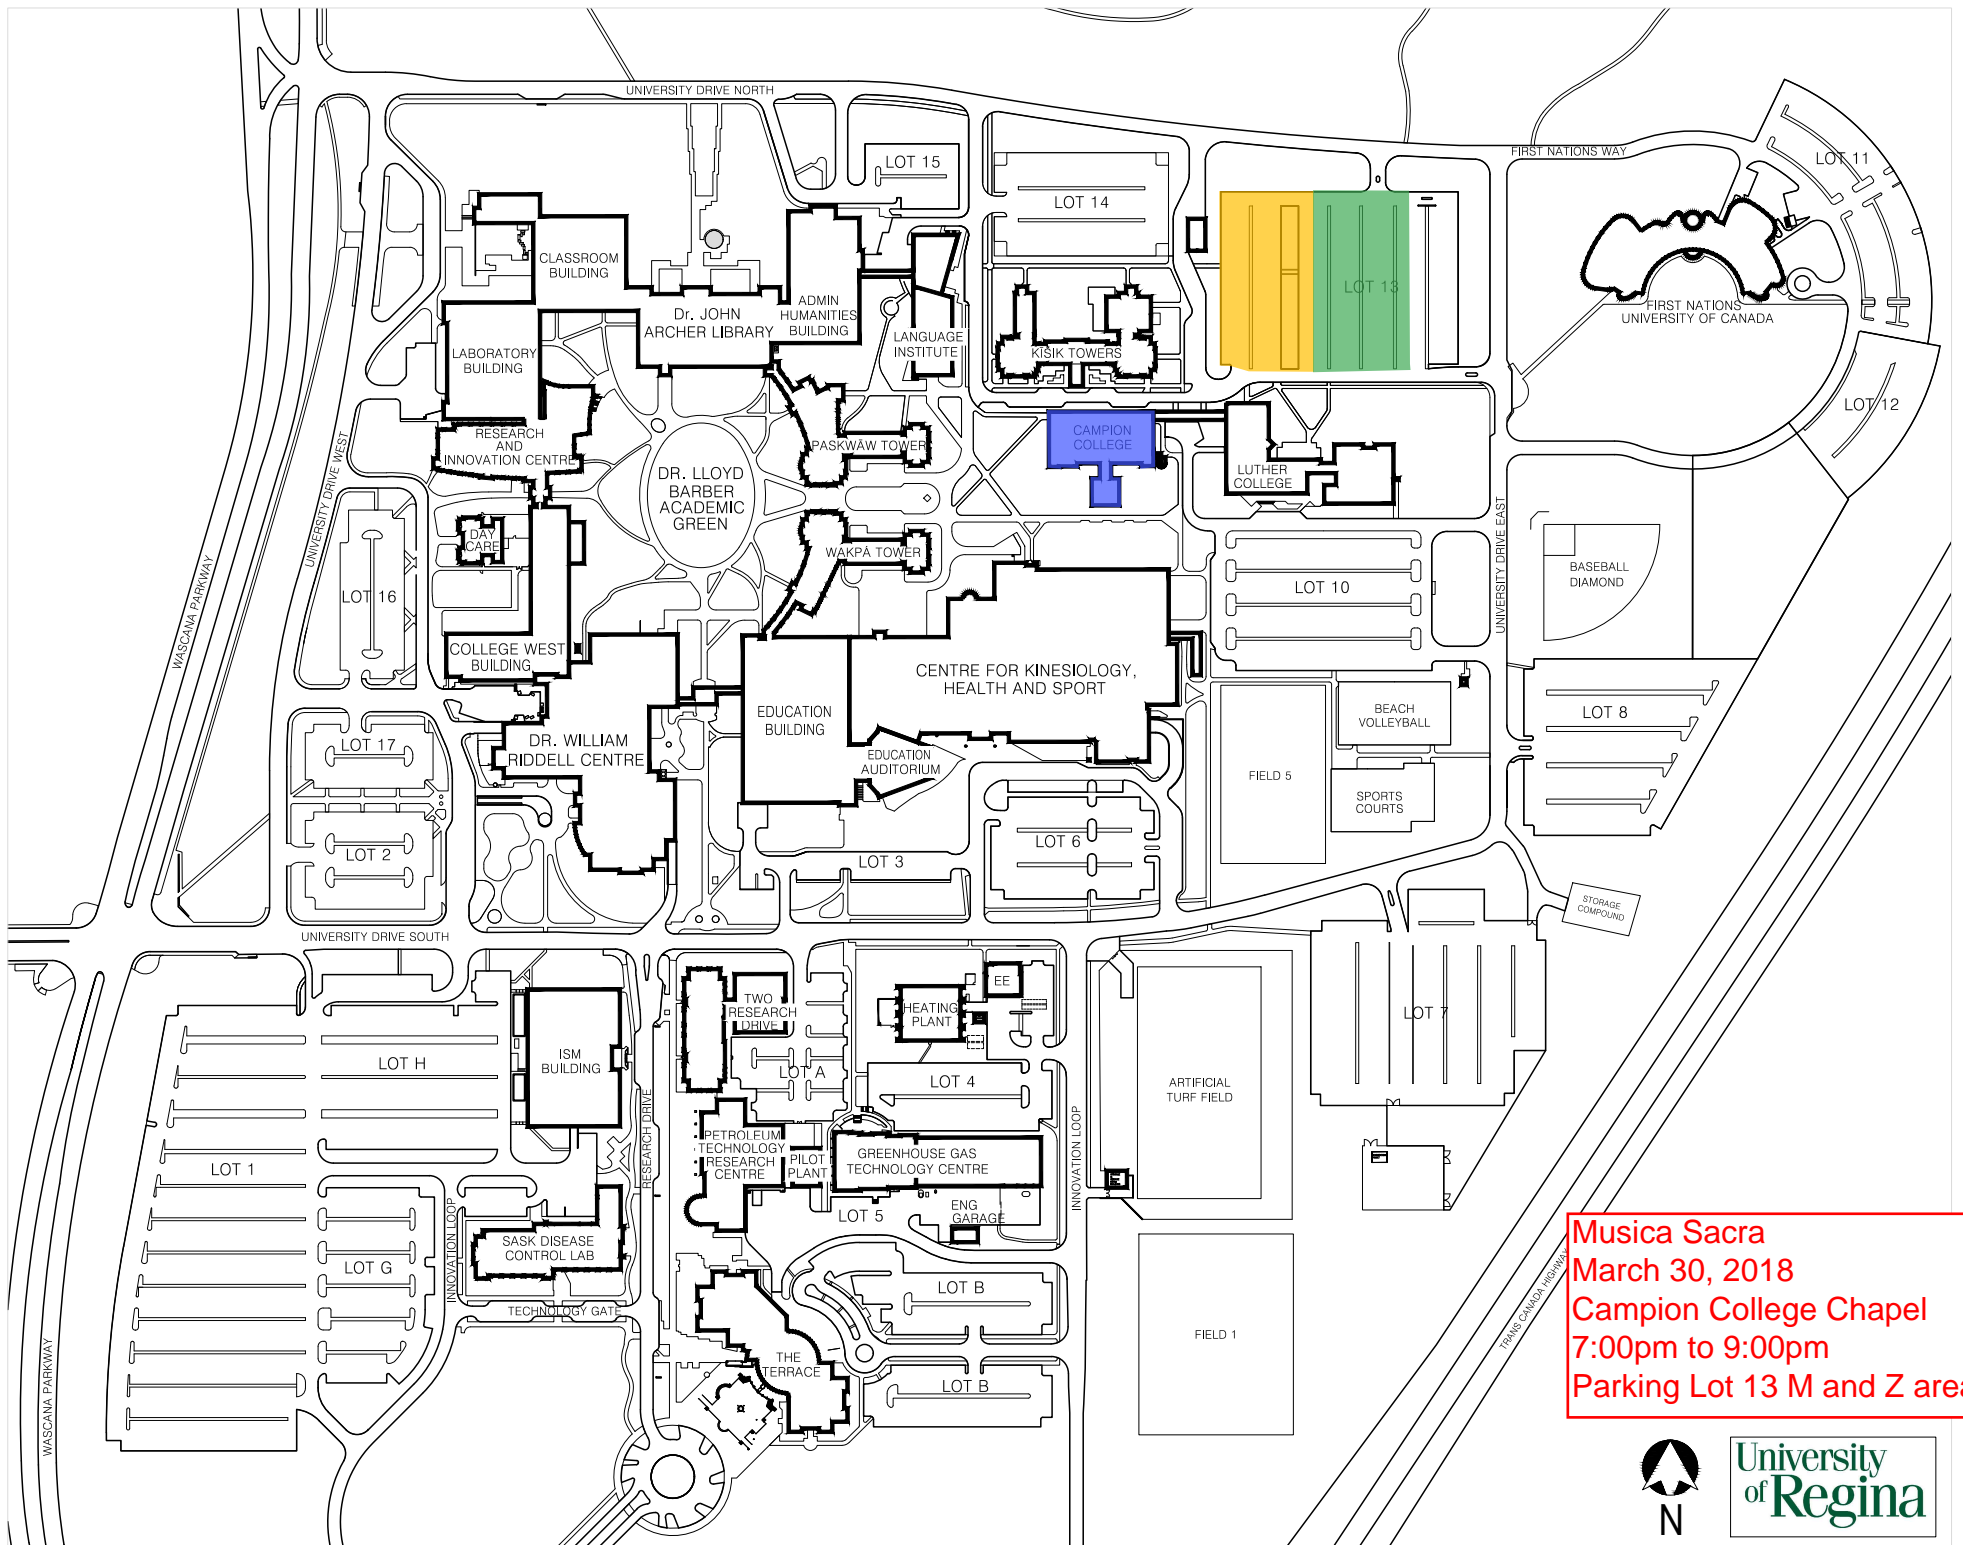 UNIVERSITY DRIVE NORTH
FIRST NATIONS WAY
LOT 15
LOT 11
LOT 14
CLASSROOM
BUILDING
LOT 13
ADMIN
HUMANITIES
BUILDING
Dr. JOHN
ARCHER LIBRARY
FIRST NATIONS
UNIVERSITY OF CANADA
LANGUAGE
INSTITUTE
KĪSIK TOWERS
LABORATORY
BUILDING
LOT 12
CAMPION
COLLEGE
RESEARCH
AND
INNOVATION CENTRE
PASKWĀW TOWER
LUTHER
COLLEGE
DR. LLOYD
BARBER
ACADEMIC
GREEN
UNIVERSITY DRIVE WEST
UNIVERSITY DRIVE EAST
DAY
CARE
WAKPĀ TOWER
BASEBALL
DIAMOND
LOT 16
LOT 10
WASCANA PARKWAY
COLLEGE WEST
BUILDING
CENTRE FOR KINESIOLOGY,
HEALTH AND SPORT
EDUCATION
BUILDING
BEACH
VOLLEYBALL
LOT 8
LOT 17
DR. WILLIAM
RIDDELL CENTRE
EDUCATION
AUDITORIUM
FIELD 5
SPORTS
COURTS
LOT 2
LOT 3
LOT 6
STORAGE
COMPOUND
UNIVERSITY DRIVE SOUTH
TWO
RESEARCH
DRIVE
EE
HEATING
PLANT
LOT 7
LOT H
ISM
BUILDING
LOT A
LOT 4
ARTIFICIAL
TURF FIELD
RESEARCH DRIVE
INNOVATION LOOP
PETROLEUM
TECHNOLOGY
RESEARCH
CENTRE
PILOT
PLANT
GREENHOUSE GAS
TECHNOLOGY CENTRE
LOT 1
LOT 5
ENG
GARAGE
INNOVATION LOOP
SASK DISEASE
CONTROL LAB
LOT G
LOT B
TECHNOLOGY GATE
FIELD 1
THE
TERRACE
LOT B
WASCANA PARKWAY
TRANS CANADA HIGHWAY
Musica Sacra
March 30, 2018
Campion College Chapel
7:00pm to 9:00pm
Parking Lot 13 M and Z area
N
University
of Regina